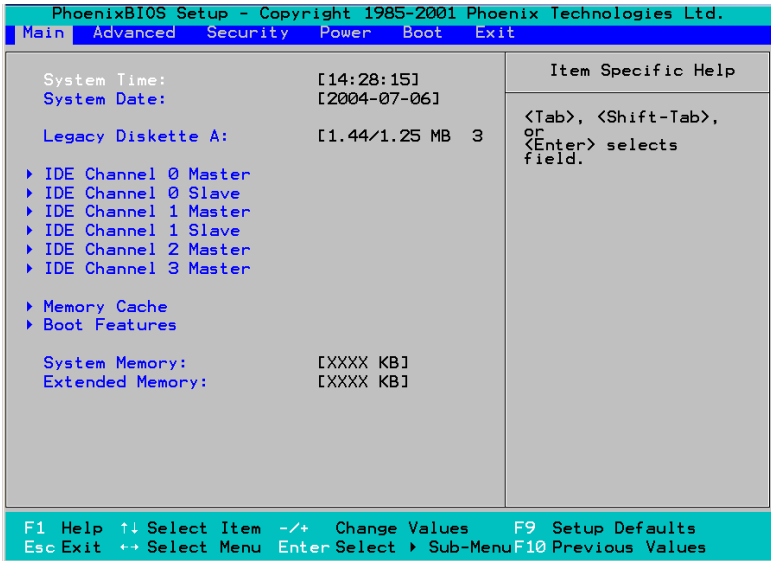 PhoenixBIOS Setup - Copyright 1985-2001 Phoenix Technologies Ltd.
Main Advanced Security Power Boot Exit
System Time: [14:28:15]
System Date: [2004-07-06]
Legacy Diskette A: [1.44/1.25 MB 3
IDE Channel 0 Master
IDE Channel 0 Slave
IDE Channel 1 Master
IDE Channel 1 Slave
IDE Channel 2 Master
IDE Channel 3 Master
Memory Cache
Boot Features
System Memory: [XXXX KB]
Extended Memory: [XXXX KB]
Item Specific Help
<Tab>, <Shift-Tab>,
or
<Enter> selects
field.
F1 Help ↑↓ Select Item -/+ Change Values F9 Setup Defaults
Esc Exit ↔ Select Menu Enter Select ▸ Sub-Menu F10 Previous Values